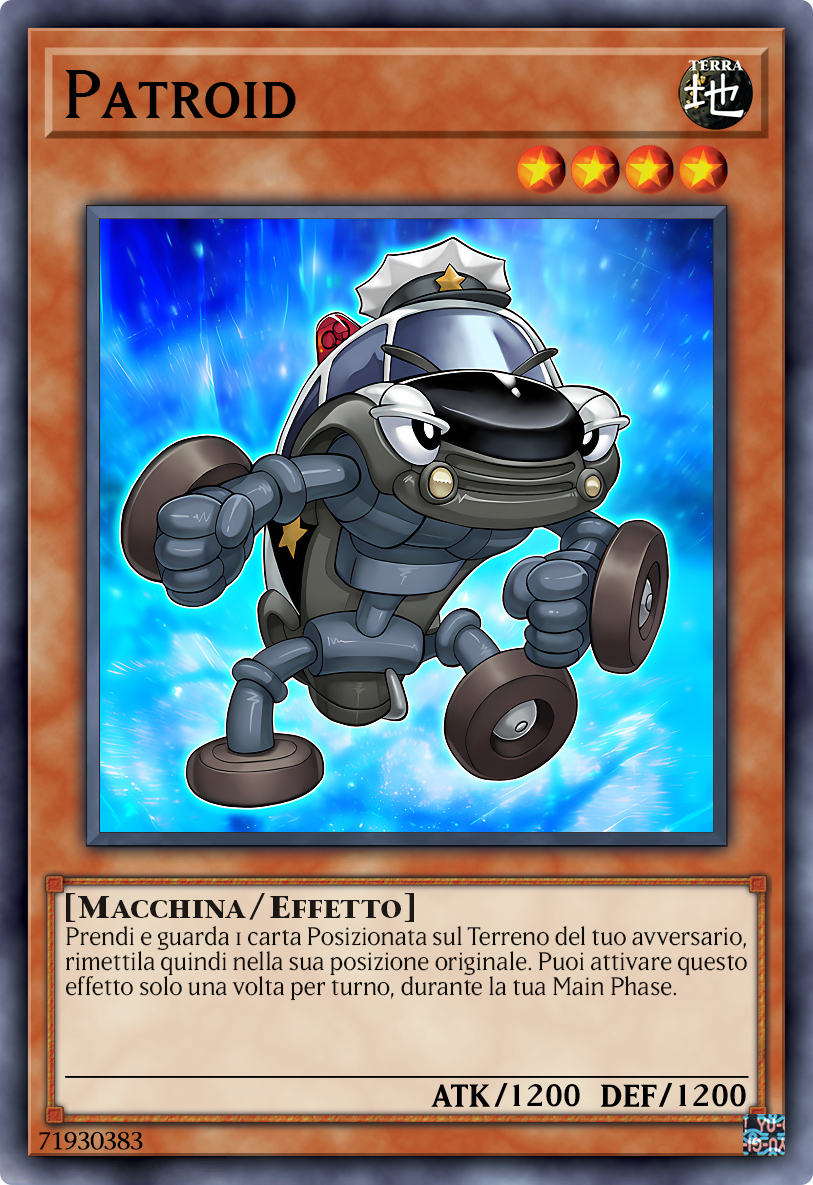 Patroid
TERRA
地
[Macchina/Effetto]
Prendi e guarda 1 carta Posizionata sul Terreno del tuo avversario,
rimettila quindi nella sua posizione originale. Puoi attivare questo
effetto solo una volta per turno, durante la tua Main Phase.
ATK/1200 DEF/1200
71930383